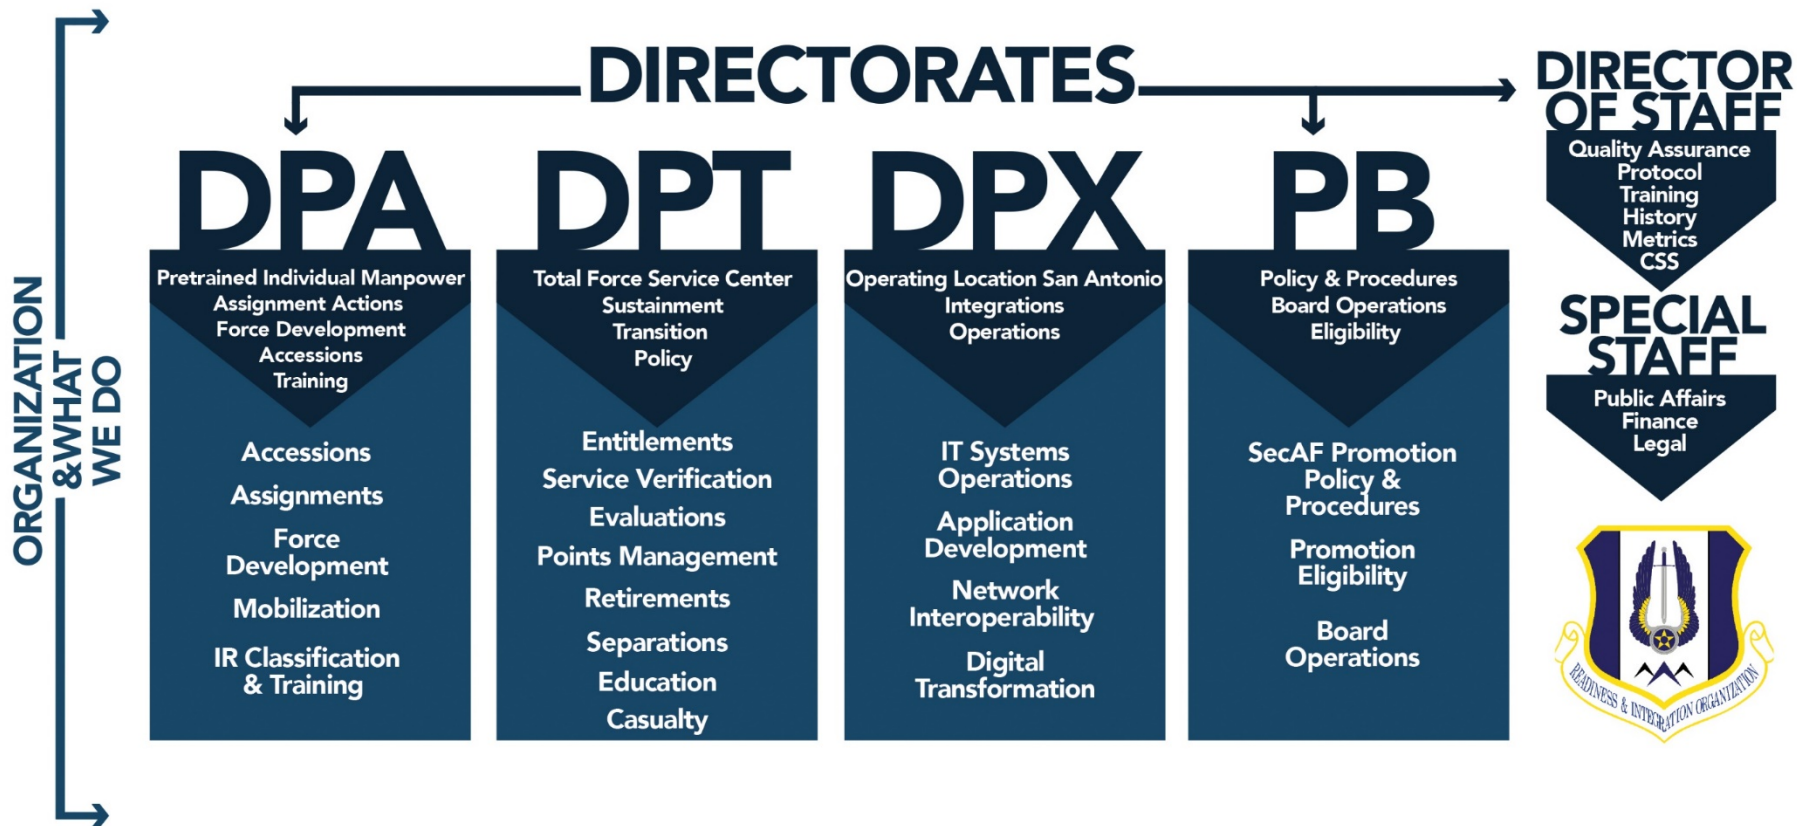 ORGANIZATION
&WHAT
WE DO
DIRECTORATES
DPA
Pretrained Individual Manpower
Assignment Actions
Force Development
Accessions
Training
Accessions
Assignments
Force
Development
Mobilization
IR Classification
& Training
DPT
Total Force Service Center
Sustainment
Transition
Policy
Entitlements
Service Verification
Evaluations
Points Management
Retirements
Separations
Education
Casualty
DPX
Operating Location San Antonio
Integrations
Operations
IT Systems
Operations
Application
Development
Network
Interoperability
Digital
Transformation
PB
Policy & Procedures
Board Operations
Eligibility
SecAF Promotion
Policy &
Procedures
Promotion
Eligibility
Board
Operations
DIRECTOR
OF STAFF
Quality Assurance
Protocol
Training
History
Metrics
CSS
SPECIAL
STAFF
Public Affairs
Finance
Legal
READINESS & INTEGRATION ORGANIZATION